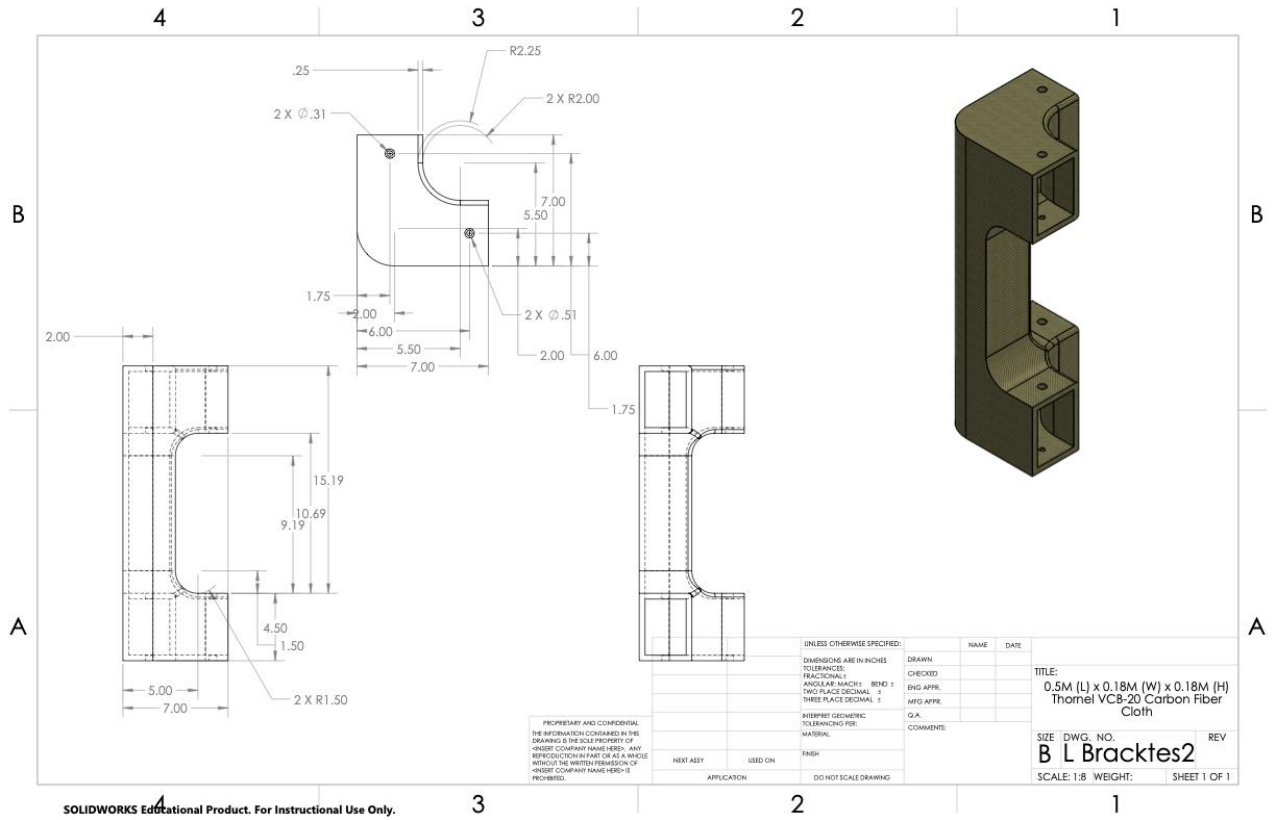 4 3 2 1
R2.25
.25
2 X R2.00
2 X ∅.31
B B
7.00
5.50
1.75
2.00
2 X ∅.51
6.00
2.00
5.50
2.00 6.00
7.00
1.75
15.19
10.69
9.19
A A
4.50
1.50
5.00
2 X R1.50
7.00
UNLESS OTHERWISE SPECIFIED:
DIMENSIONS ARE IN INCHES
TOLERANCES:
FRACTIONAL ±
ANGULAR: MACH ± BEND ±
TWO PLACE DECIMAL ±
THREE PLACE DECIMAL ±
INTERPRET GEOMETRIC
TOLERANCING PER:
MATERIAL
FINISH
DO NOT SCALE DRAWING
NAME DATE
DRAWN
CHECKED
ENG APPR.
MFG APPR.
Q.A.
COMMENTS:
PROPRIETARY AND CONFIDENTIAL
THE INFORMATION CONTAINED IN THIS
DRAWING IS THE SOLE PROPERTY OF
<INSERT COMPANY NAME HERE>. ANY
REPRODUCTION IN PART OR AS A WHOLE
WITHOUT THE WRITTEN PERMISSION OF
<INSERT COMPANY NAME HERE> IS
PROHIBITED.
NEXT ASSY USED ON
APPLICATION
TITLE:
0.5M (L) x 0.18M (W) x 0.18M (H)
Thornel VCB-20 Carbon Fiber
Cloth
SIZE DWG. NO. REV
B L Bracktes2
SCALE: 1:8 WEIGHT: SHEET 1 OF 1
4 3 2 1
SOLIDWORKS Educational Product. For Instructional Use Only.